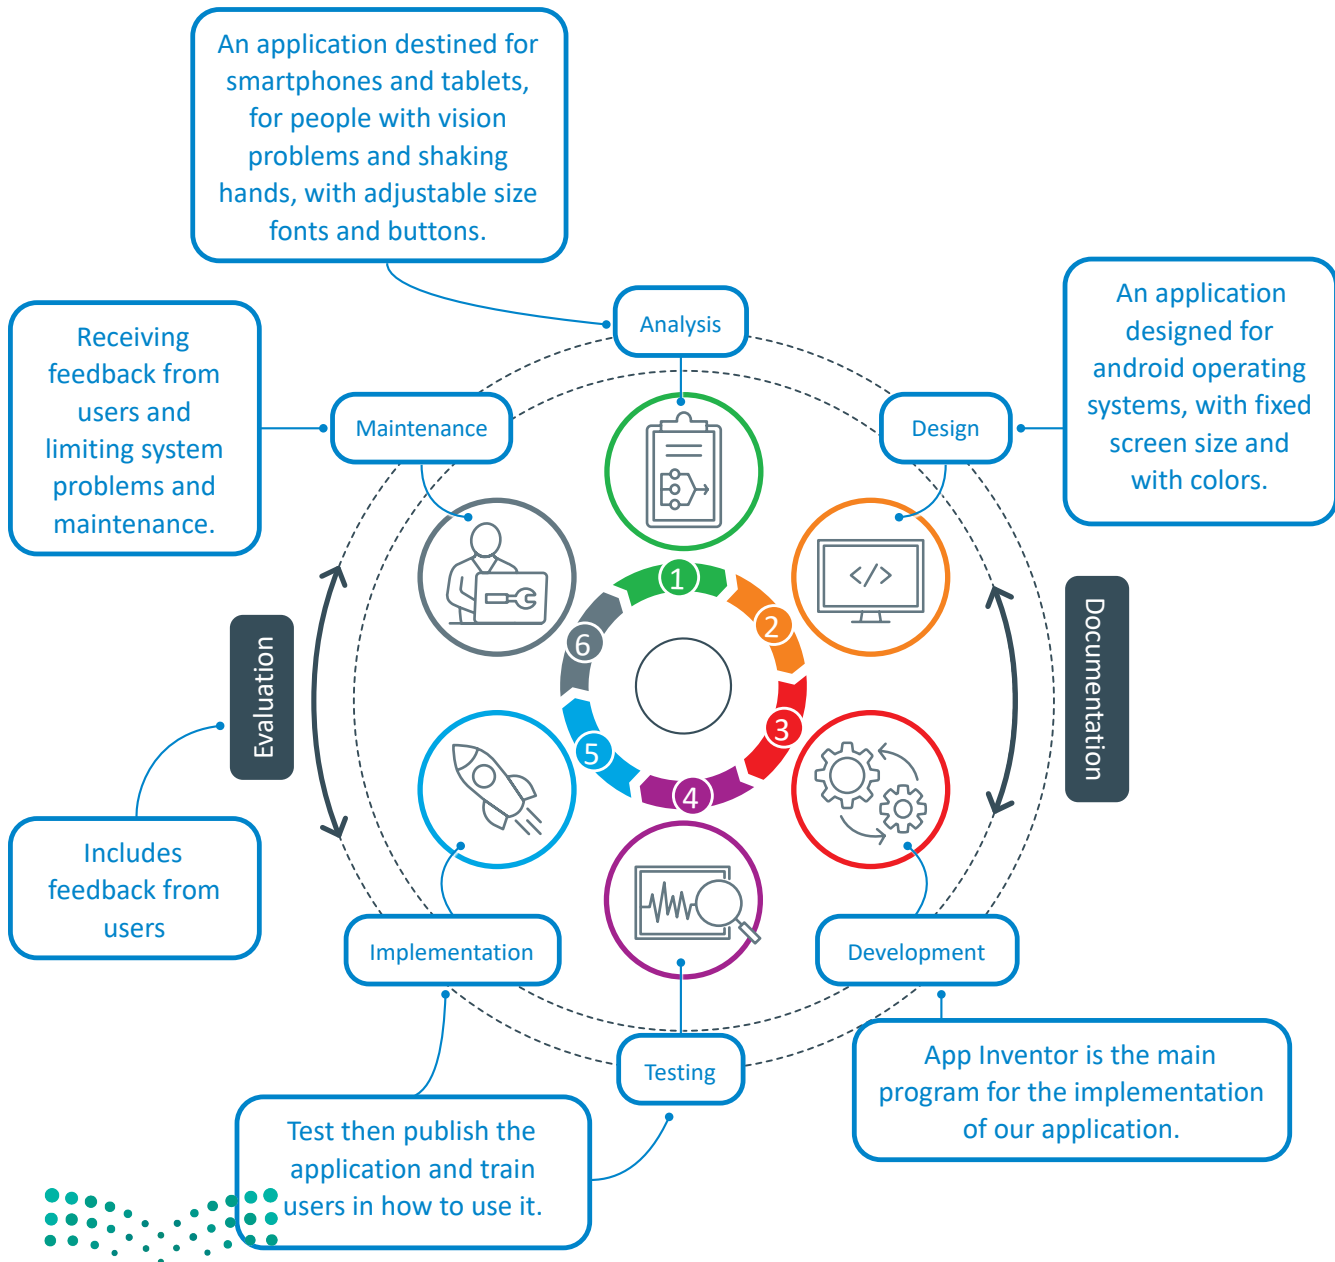 An application destined for
smartphones and tablets,
for people with vision
problems and shaking
hands, with adjustable size
fonts and buttons.
Analysis
An application
designed for
android operating
systems, with fixed
screen size and
with colors.
Design
Receiving
feedback from
users and
limiting system
problems and
maintenance.
Maintenance
</>
1
2
3
4
5
6
Evaluation
Documentation
Includes
feedback from
users
Implementation
Development
Testing
App Inventor is the main
program for the implementation
of our application.
Test then publish the
application and train
users in how to use it.